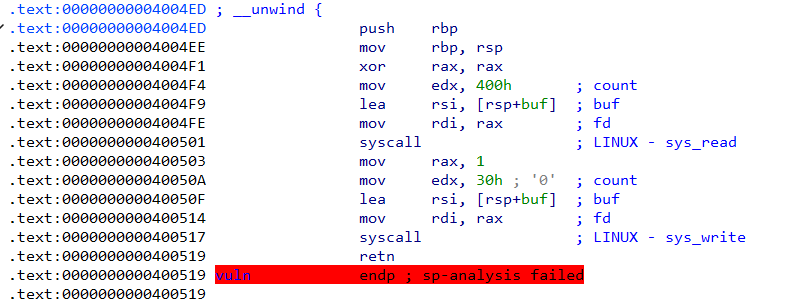 .text:00000000004004ED ; __unwind {
.text:00000000004004ED push rbp
.text:00000000004004EE mov rbp, rsp
.text:00000000004004F1 xor rax, rax
.text:00000000004004F4 mov edx, 400h ; count
.text:00000000004004F9 lea rsi, [rsp+buf] ; buf
.text:00000000004004FE mov rdi, rax ; fd
.text:0000000000400501 syscall ; LINUX - sys_read
.text:0000000000400503 mov rax, 1
.text:000000000040050A mov edx, 30h ; '0' ; count
.text:000000000040050F lea rsi, [rsp+buf] ; buf
.text:0000000000400514 mov rdi, rax ; fd
.text:0000000000400517 syscall ; LINUX - sys_write
.text:0000000000400519 retn
.text:0000000000400519 vuln endp ; sp-analysis failed
.text:0000000000400519